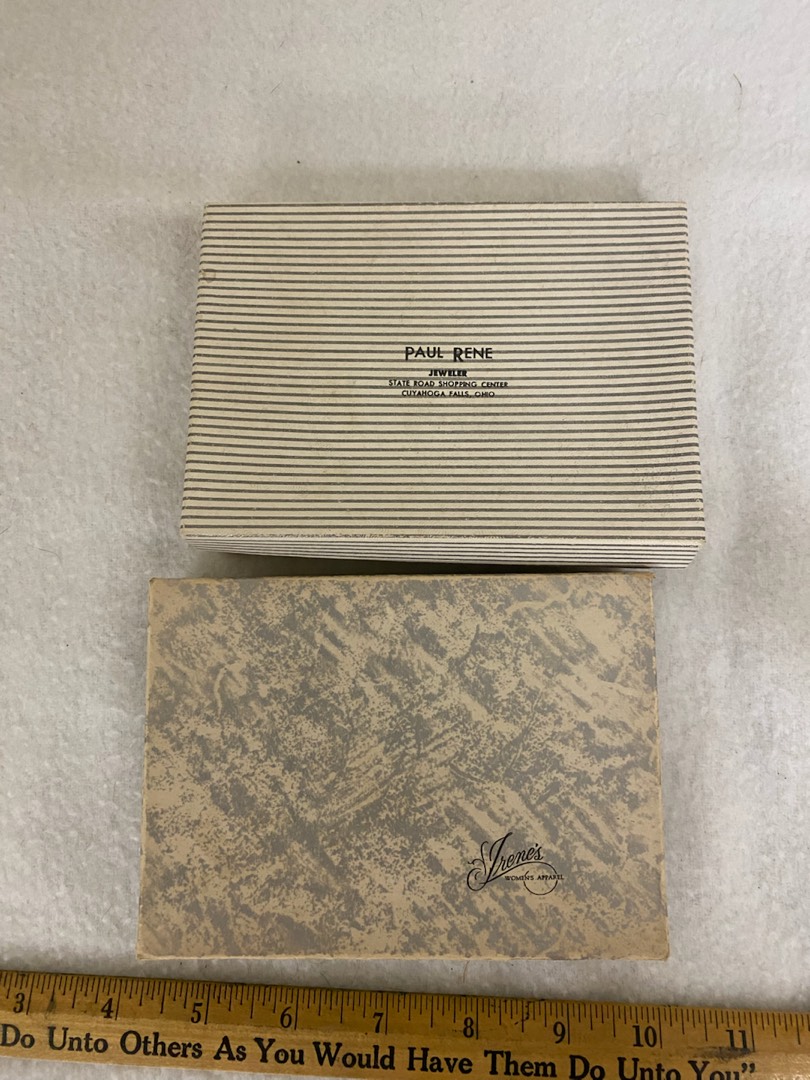 PAUL RENE
JEWELER
STATE ROAD SHOPPING CENTER
CUYAHOGA FALLS, OHIO
Irene's
WOMEN'S APPAREL
3 4 5 6 7 8 9 10 11
Do Unto Others As You Would Have Them Do Unto You"